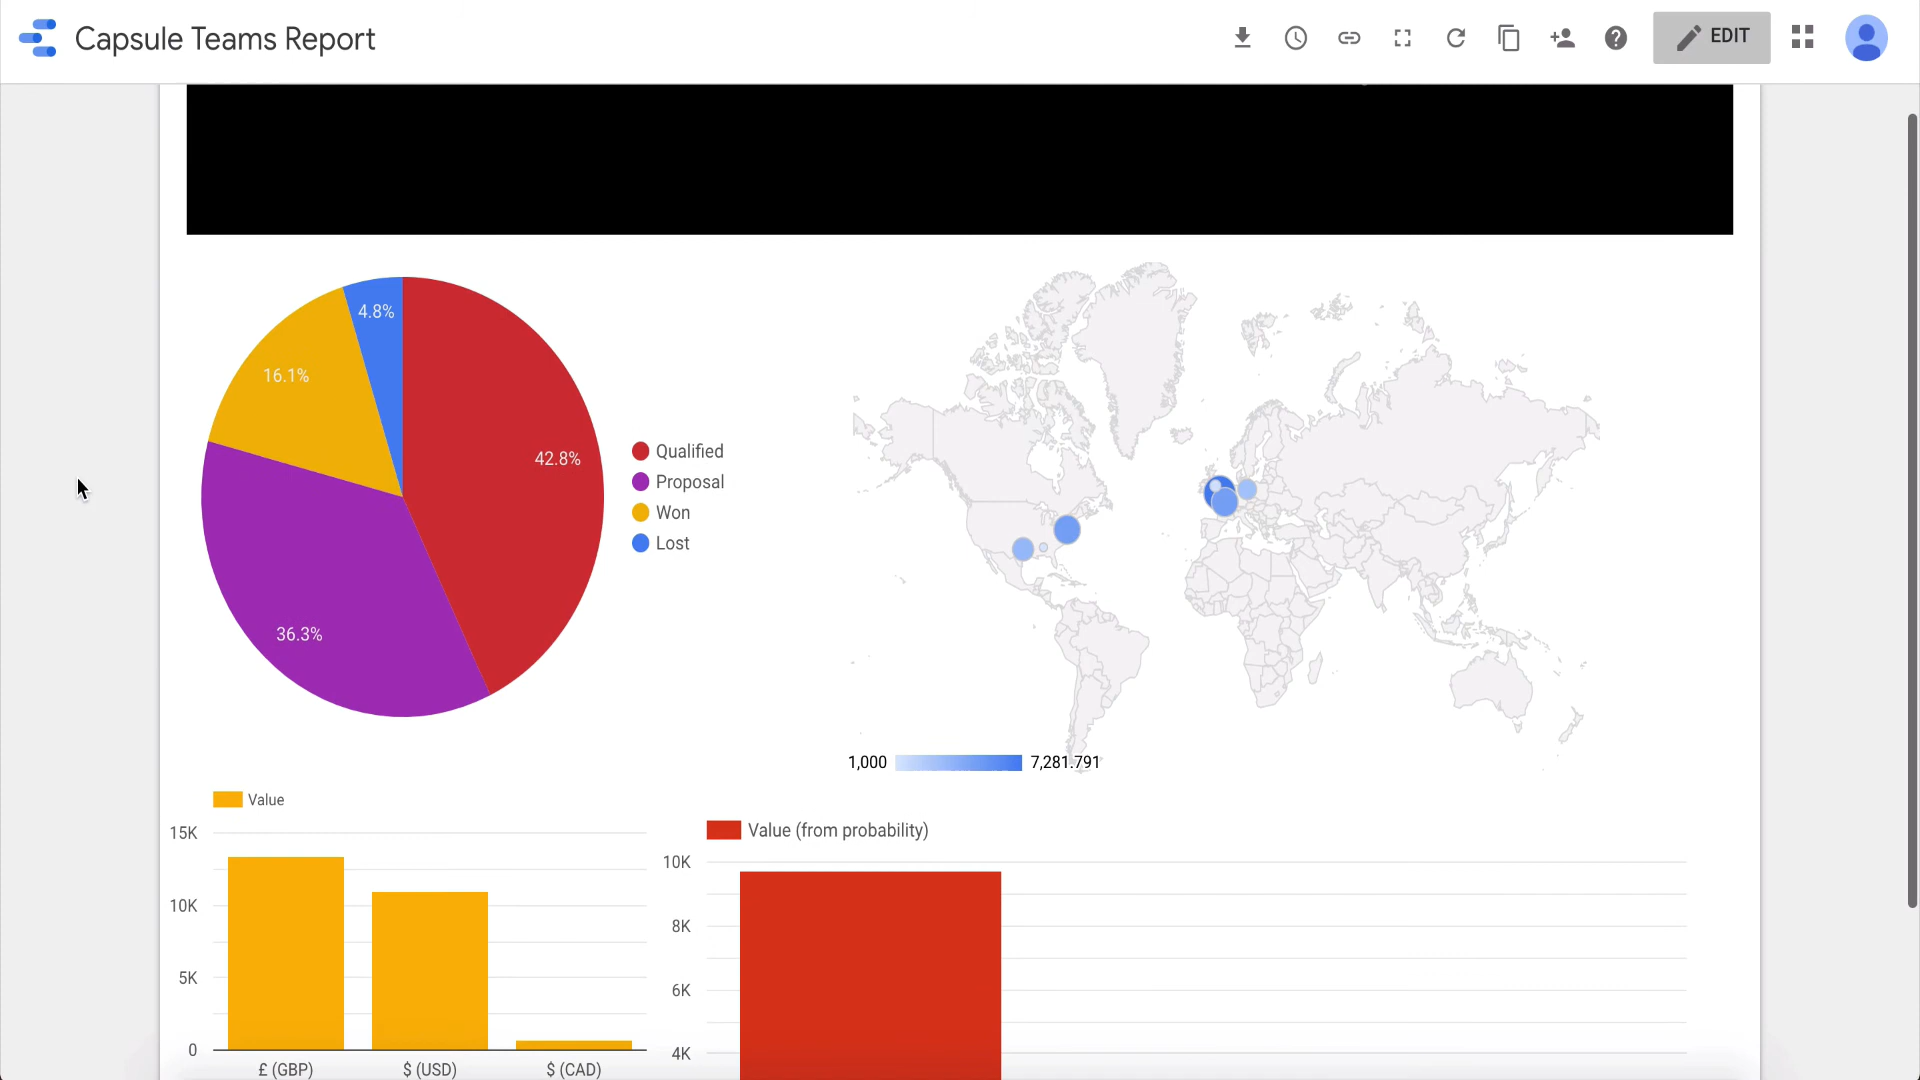 Capsule Teams Report
EDIT
4.8%
16.1%
42.8%
36.3%
Qualified
Proposal
Won
Lost
1,000
7,281.791
Value
15K
10K
5K
0
£ (GBP)
$ (USD)
$ (CAD)
Value (from probability)
10K
8K
6K
4K